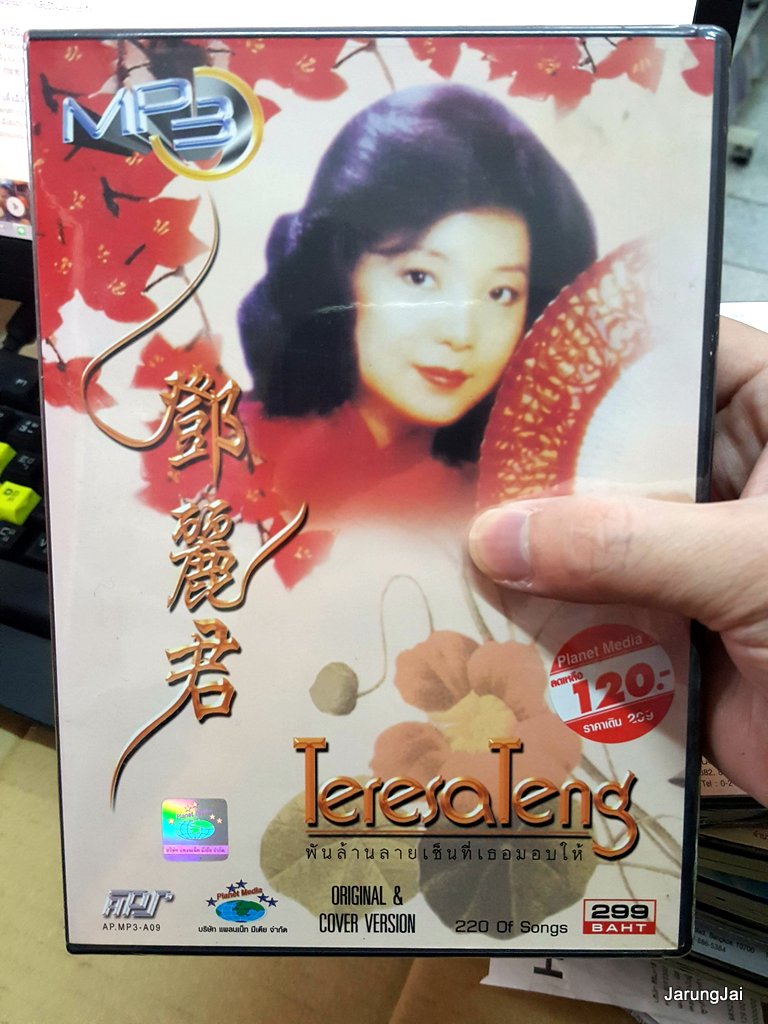 MP3
鄧
麗
君
Planet Media
ลดเหลือ
120.-
ราคาเดิม 299
TeresaTeng
พันล้านลายเซ็นที่เธอมอบให้
Planet Media
บริษัท แพลนเน็ท มีเดีย จำกัด
AP.MP3-A09
ORIGINAL &
COVER VERSION
220 Of Songs
299
BAHT
JarungJai